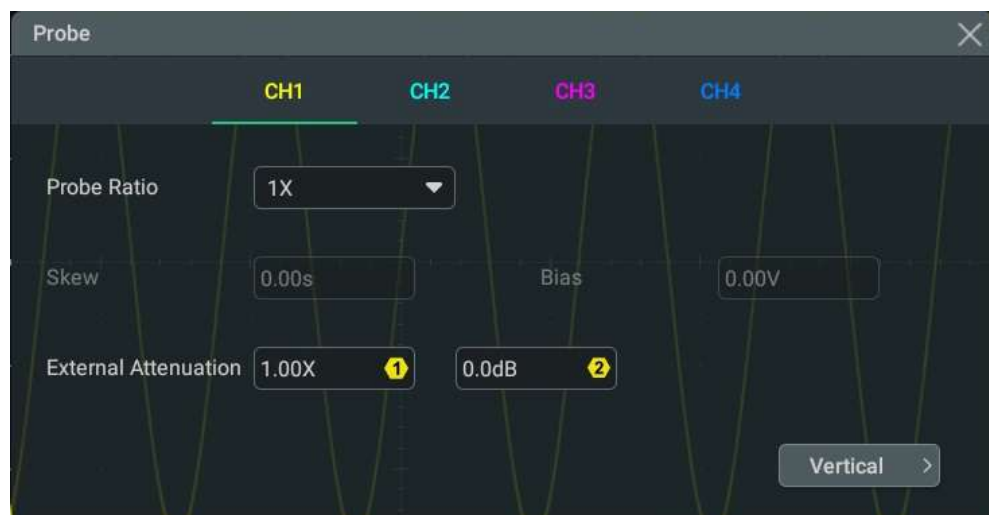 Probe
CH1 CH2 CH3 CH4
Probe Ratio 1X
Skew 0.00s Bias 0.00V
External Attenuation 1.00X 1 0.0dB 2
Vertical >